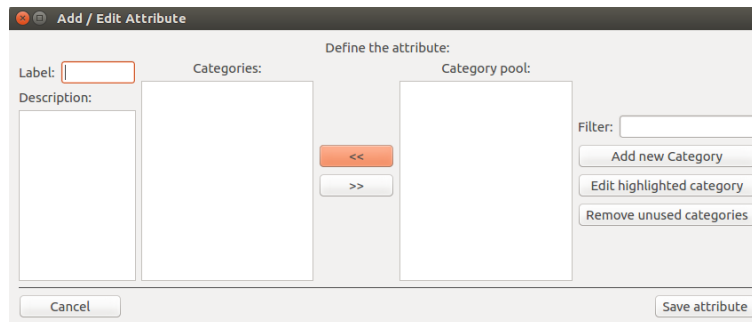 Add / Edit Attribute
Define the attribute:
Label:
Categories:
Category pool:
Description:
Filter:
<<
Add new Category
>>
Edit highlighted category
Remove unused categories
Cancel
Save attribute